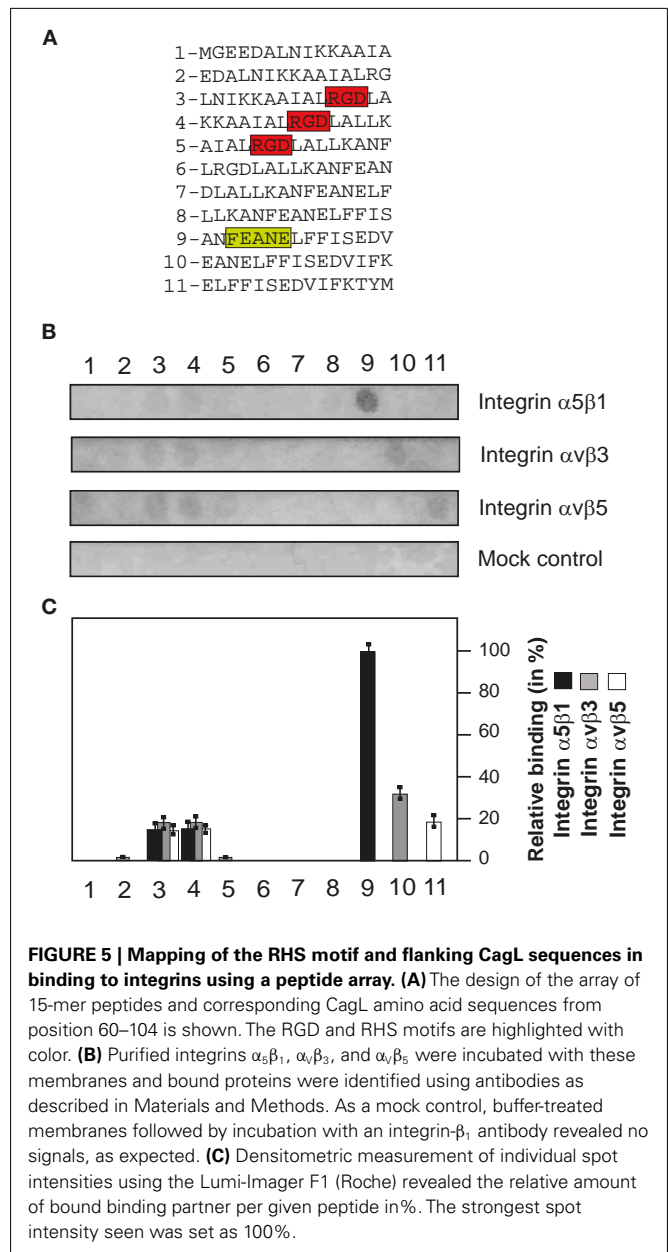 A
1-MGEEDALNIKKAAIA
2-EDALNIKKAAIALRG
3-LNIKKAAIALRGDLA
4-KKAAIALRGDLALLK
5-AIALRGDLALLKANF
6-LRGDLALLKANFEAN
7-DLALLKANFEANELF
8-LLKANFEANELFFIS
9-ANFEANELFFISEDV
10-EANELFFISEDVIFK
11-ELFFISEDVIFKTYM
B
1 2 3 4 5 6 7 8 9 10 11
Integrin α5β1
Integrin αvβ3
Integrin αvβ5
Mock control
C
100
80
60
40
20
0
Relative binding (in %)
Integrin α5β1
Integrin αvβ3
Integrin αvβ5
1 2 3 4 5 6 7 8 9 10 11
FIGURE 5 | Mapping of the RHS motif and flanking CagL sequences in
binding to integrins using a peptide array. (A) The design of the array of
15-mer peptides and corresponding CagL amino acid sequences from
position 60–104 is shown. The RGD and RHS motifs are highlighted with
color. (B) Purified integrins α5β1, αVβ3, and αVβ5 were incubated with these
membranes and bound proteins were identified using antibodies as
described in Materials and Methods. As a mock control, buffer-treated
membranes followed by incubation with an integrin-β1 antibody revealed no
signals, as expected. (C) Densitometric measurement of individual spot
intensities using the Lumi-Imager F1 (Roche) revealed the relative amount
of bound binding partner per given peptide in%. The strongest spot
intensity seen was set as 100%.